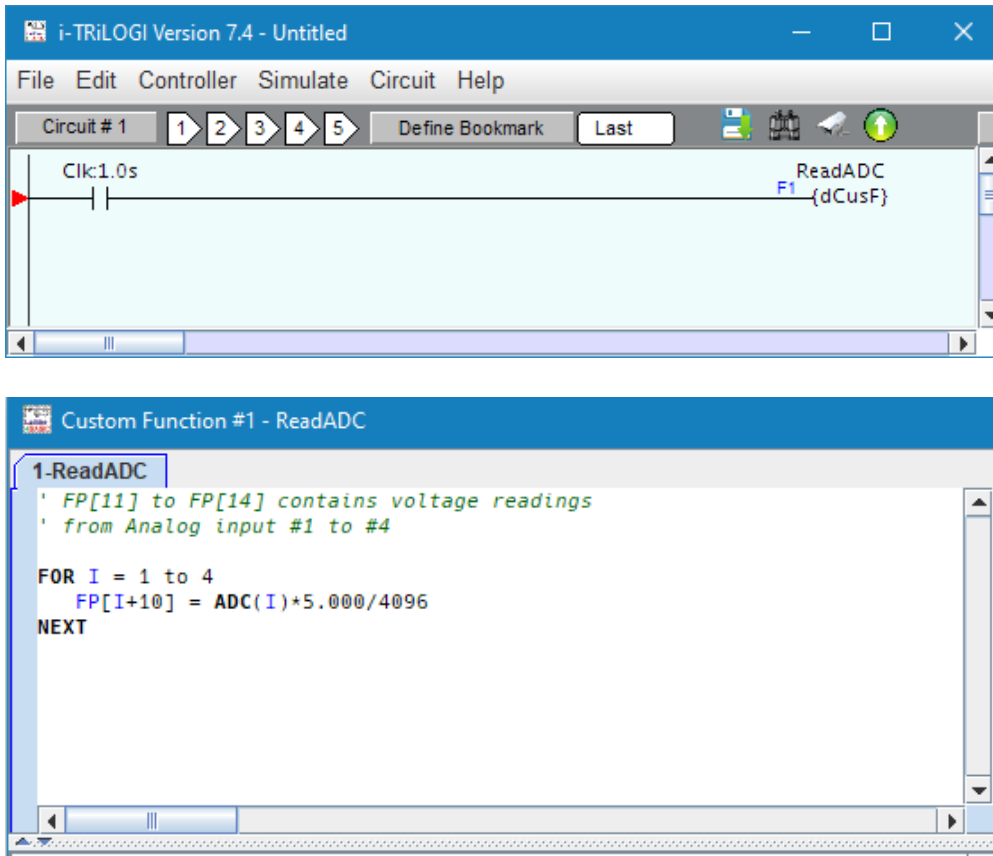 i-TRiLOGI Version 7.4 - Untitled
File Edit Controller Simulate Circuit Help
Circuit # 1 1 2 3 4 5 Define Bookmark Last
Clk:1.0s ReadADC
F1 {dCusF}
Custom Function #1 - ReadADC
1-ReadADC
' FP[11] to FP[14] contains voltage readings
' from Analog input #1 to #4
FOR I = 1 to 4
FP[I+10] = ADC(I)*5.000/4096
NEXT